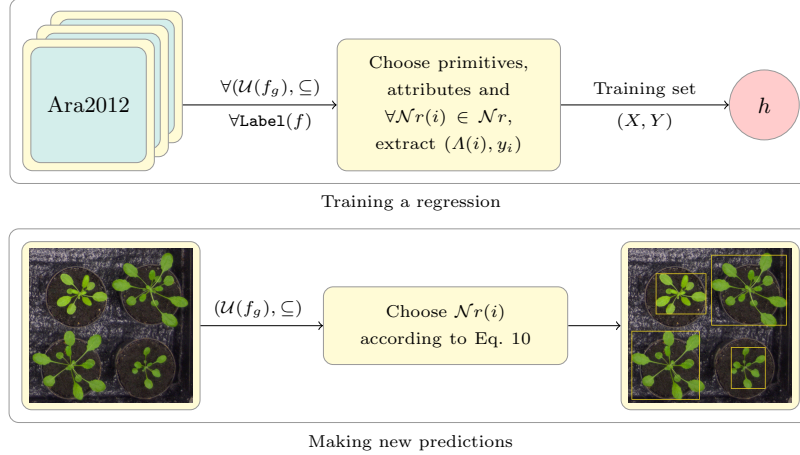 Ara2012
∀(𝒰(f_g), ⊆)
∀Label(f)
Choose primitives,
attributes and
∀𝒩r(i) ∈ 𝒩r,
extract (Λ(i), y_i)
Training set
(X, Y)
h
Training a regression
(𝒰(f_g), ⊆)
Choose 𝒩r(i)
according to Eq. 10
Making new predictions